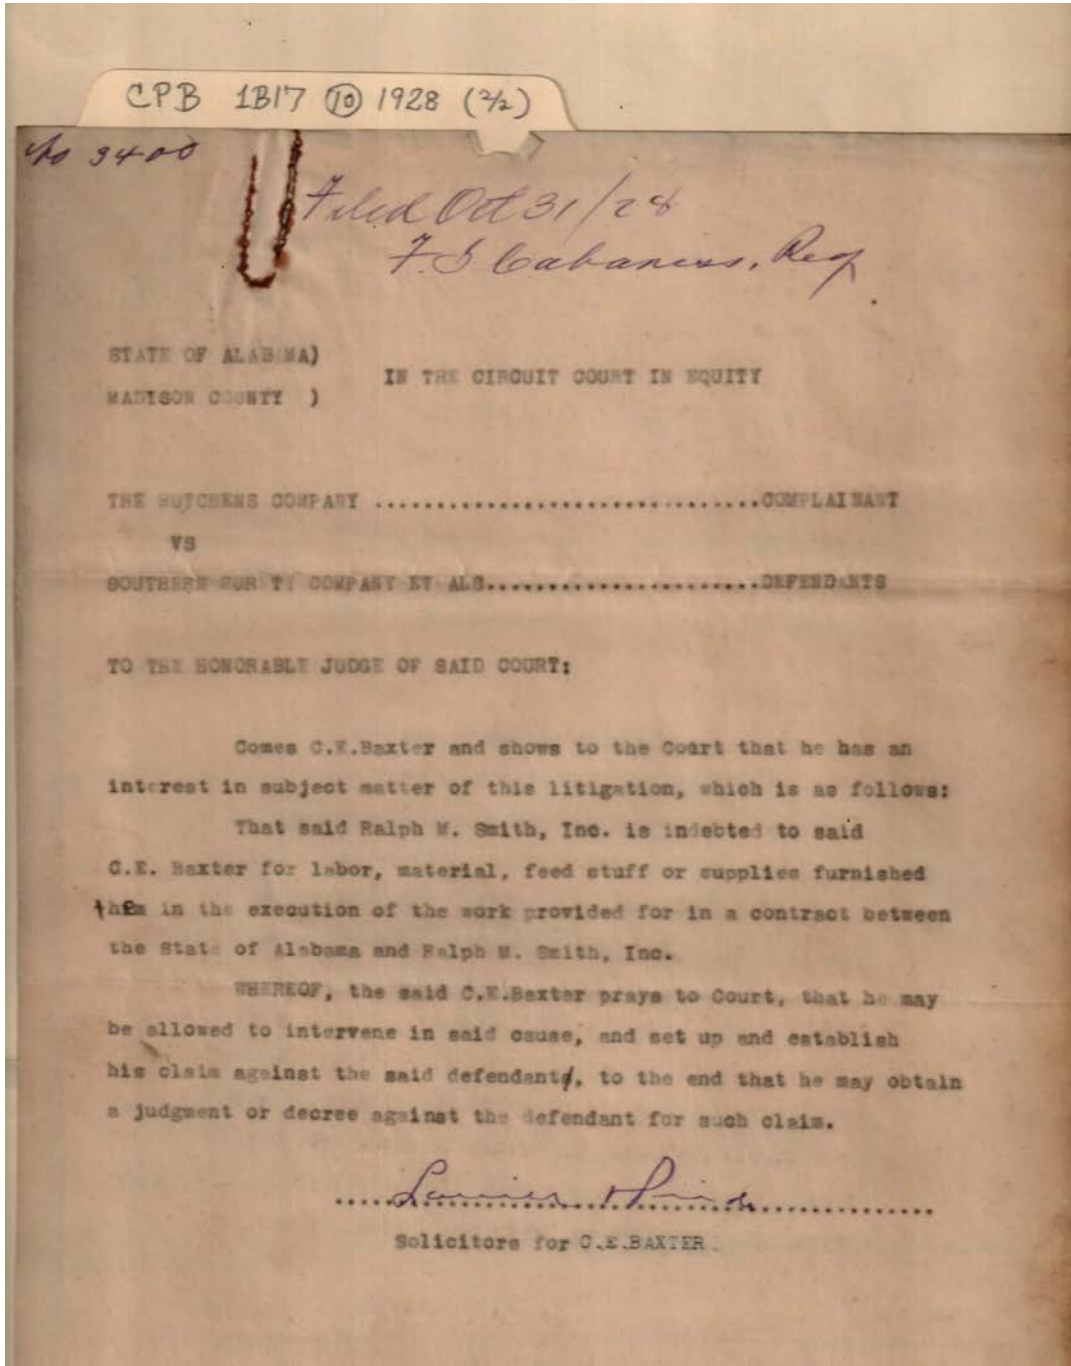 CPB 1B17 ⑩ 1928 (2/2)
No 3400
Filed Oct 31/28
F. S Cabaniss, Reg
STATE OF ALABAMA)
IN THE CIRCUIT COURT IN EQUITY
MADISON COUNTY )
THE HUTCHENS COMPANY ................................COMPLAINANT
VS
SOUTHERN SURETY COMPANY ET ALS.......................DEFENDANTS
TO THE HONORABLE JUDGE OF SAID COURT:
Comes C.E.Baxter and shows to the Court that he has an
interest in subject matter of this litigation, which is as follows:
That said Ralph M. Smith, Inc. is indebted to said
C.E. Baxter for labor, material, feed stuff or supplies furnished
them in the execution of the work provided for in a contract between
the State of Alabama and Ralph M. Smith, Inc.
WHEREOF, the said C.E.Baxter prays to Court, that he may
be allowed to intervene in said cause, and set up and establish
his claim against the said defendants, to the end that he may obtain
a judgment or decree against the defendant for such claim.
Solicitors for C.E.BAXTER.